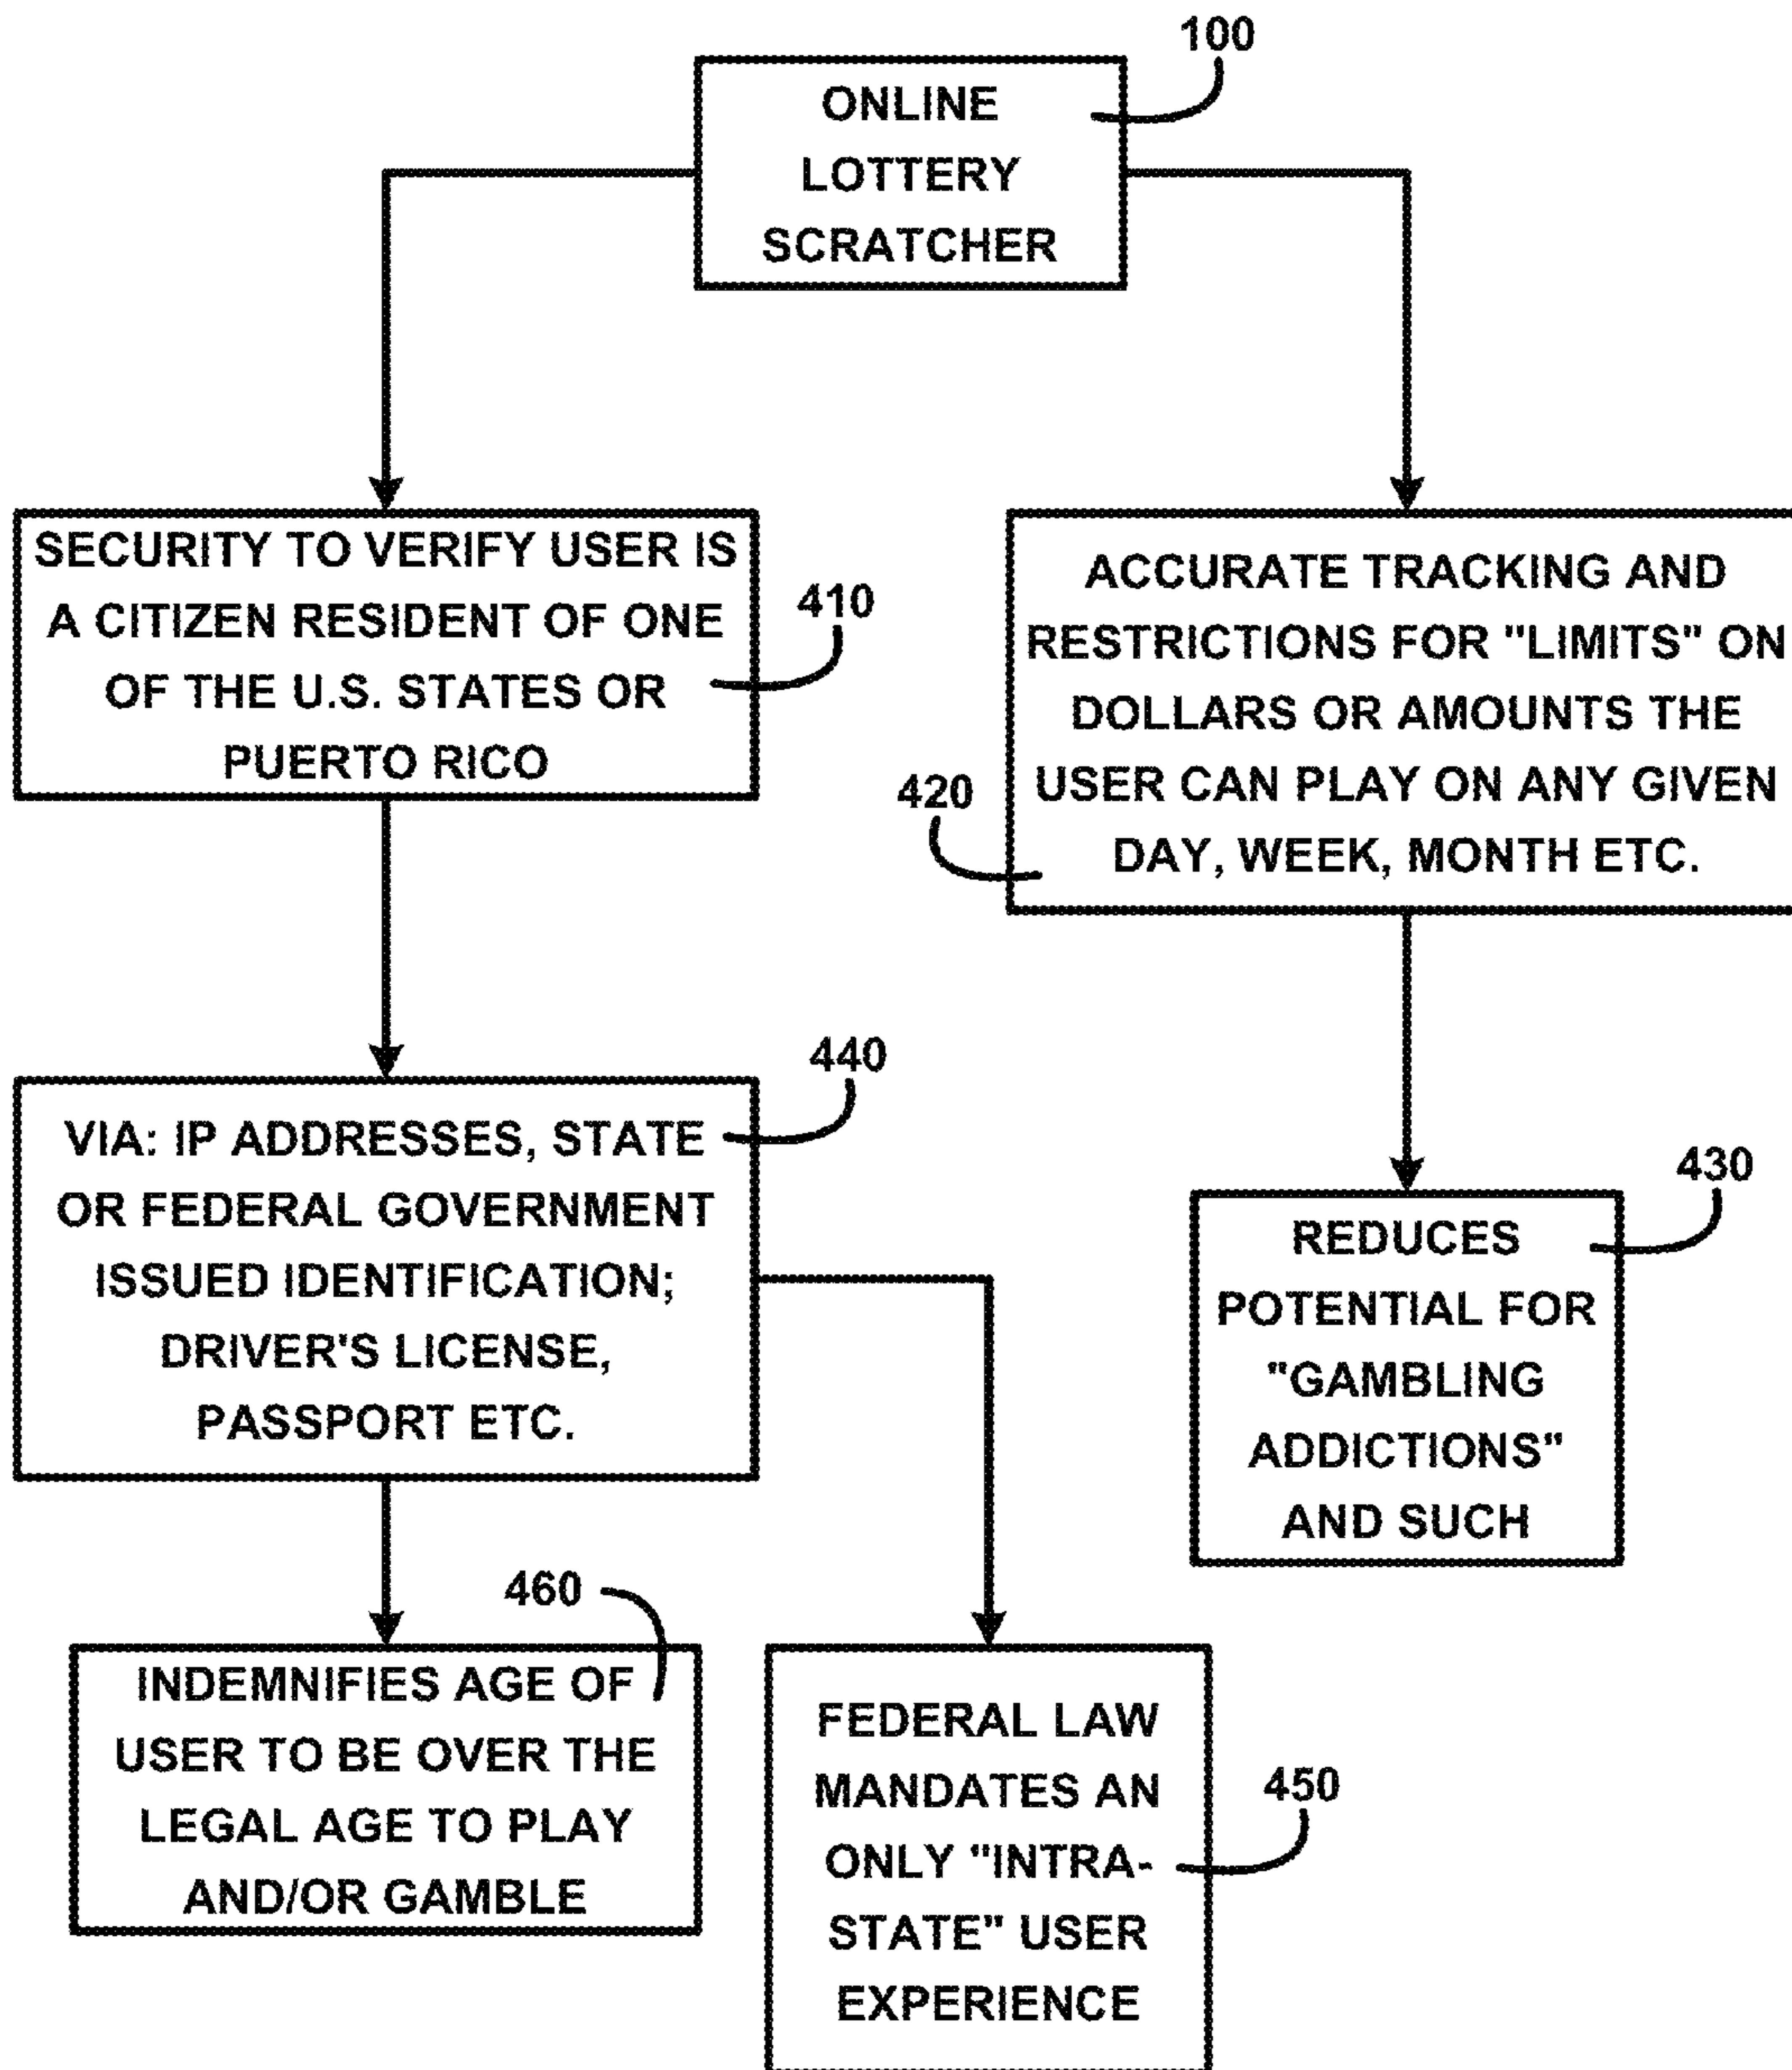 100
ONLINE
LOTTERY
SCRATCHER
SECURITY TO VERIFY USER IS
A CITIZEN RESIDENT OF ONE
OF THE U.S. STATES OR
PUERTO RICO
410
ACCURATE TRACKING AND
RESTRICTIONS FOR "LIMITS" ON
DOLLARS OR AMOUNTS THE
USER CAN PLAY ON ANY GIVEN
DAY, WEEK, MONTH ETC.
420
440
VIA: IP ADDRESSES, STATE
OR FEDERAL GOVERNMENT
ISSUED IDENTIFICATION;
DRIVER'S LICENSE,
PASSPORT ETC.
430
REDUCES
POTENTIAL FOR
"GAMBLING
ADDICTIONS"
AND SUCH
460
INDEMNIFIES AGE OF
USER TO BE OVER THE
LEGAL AGE TO PLAY
AND/OR GAMBLE
FEDERAL LAW
MANDATES AN
ONLY "INTRA-
STATE" USER
EXPERIENCE
450